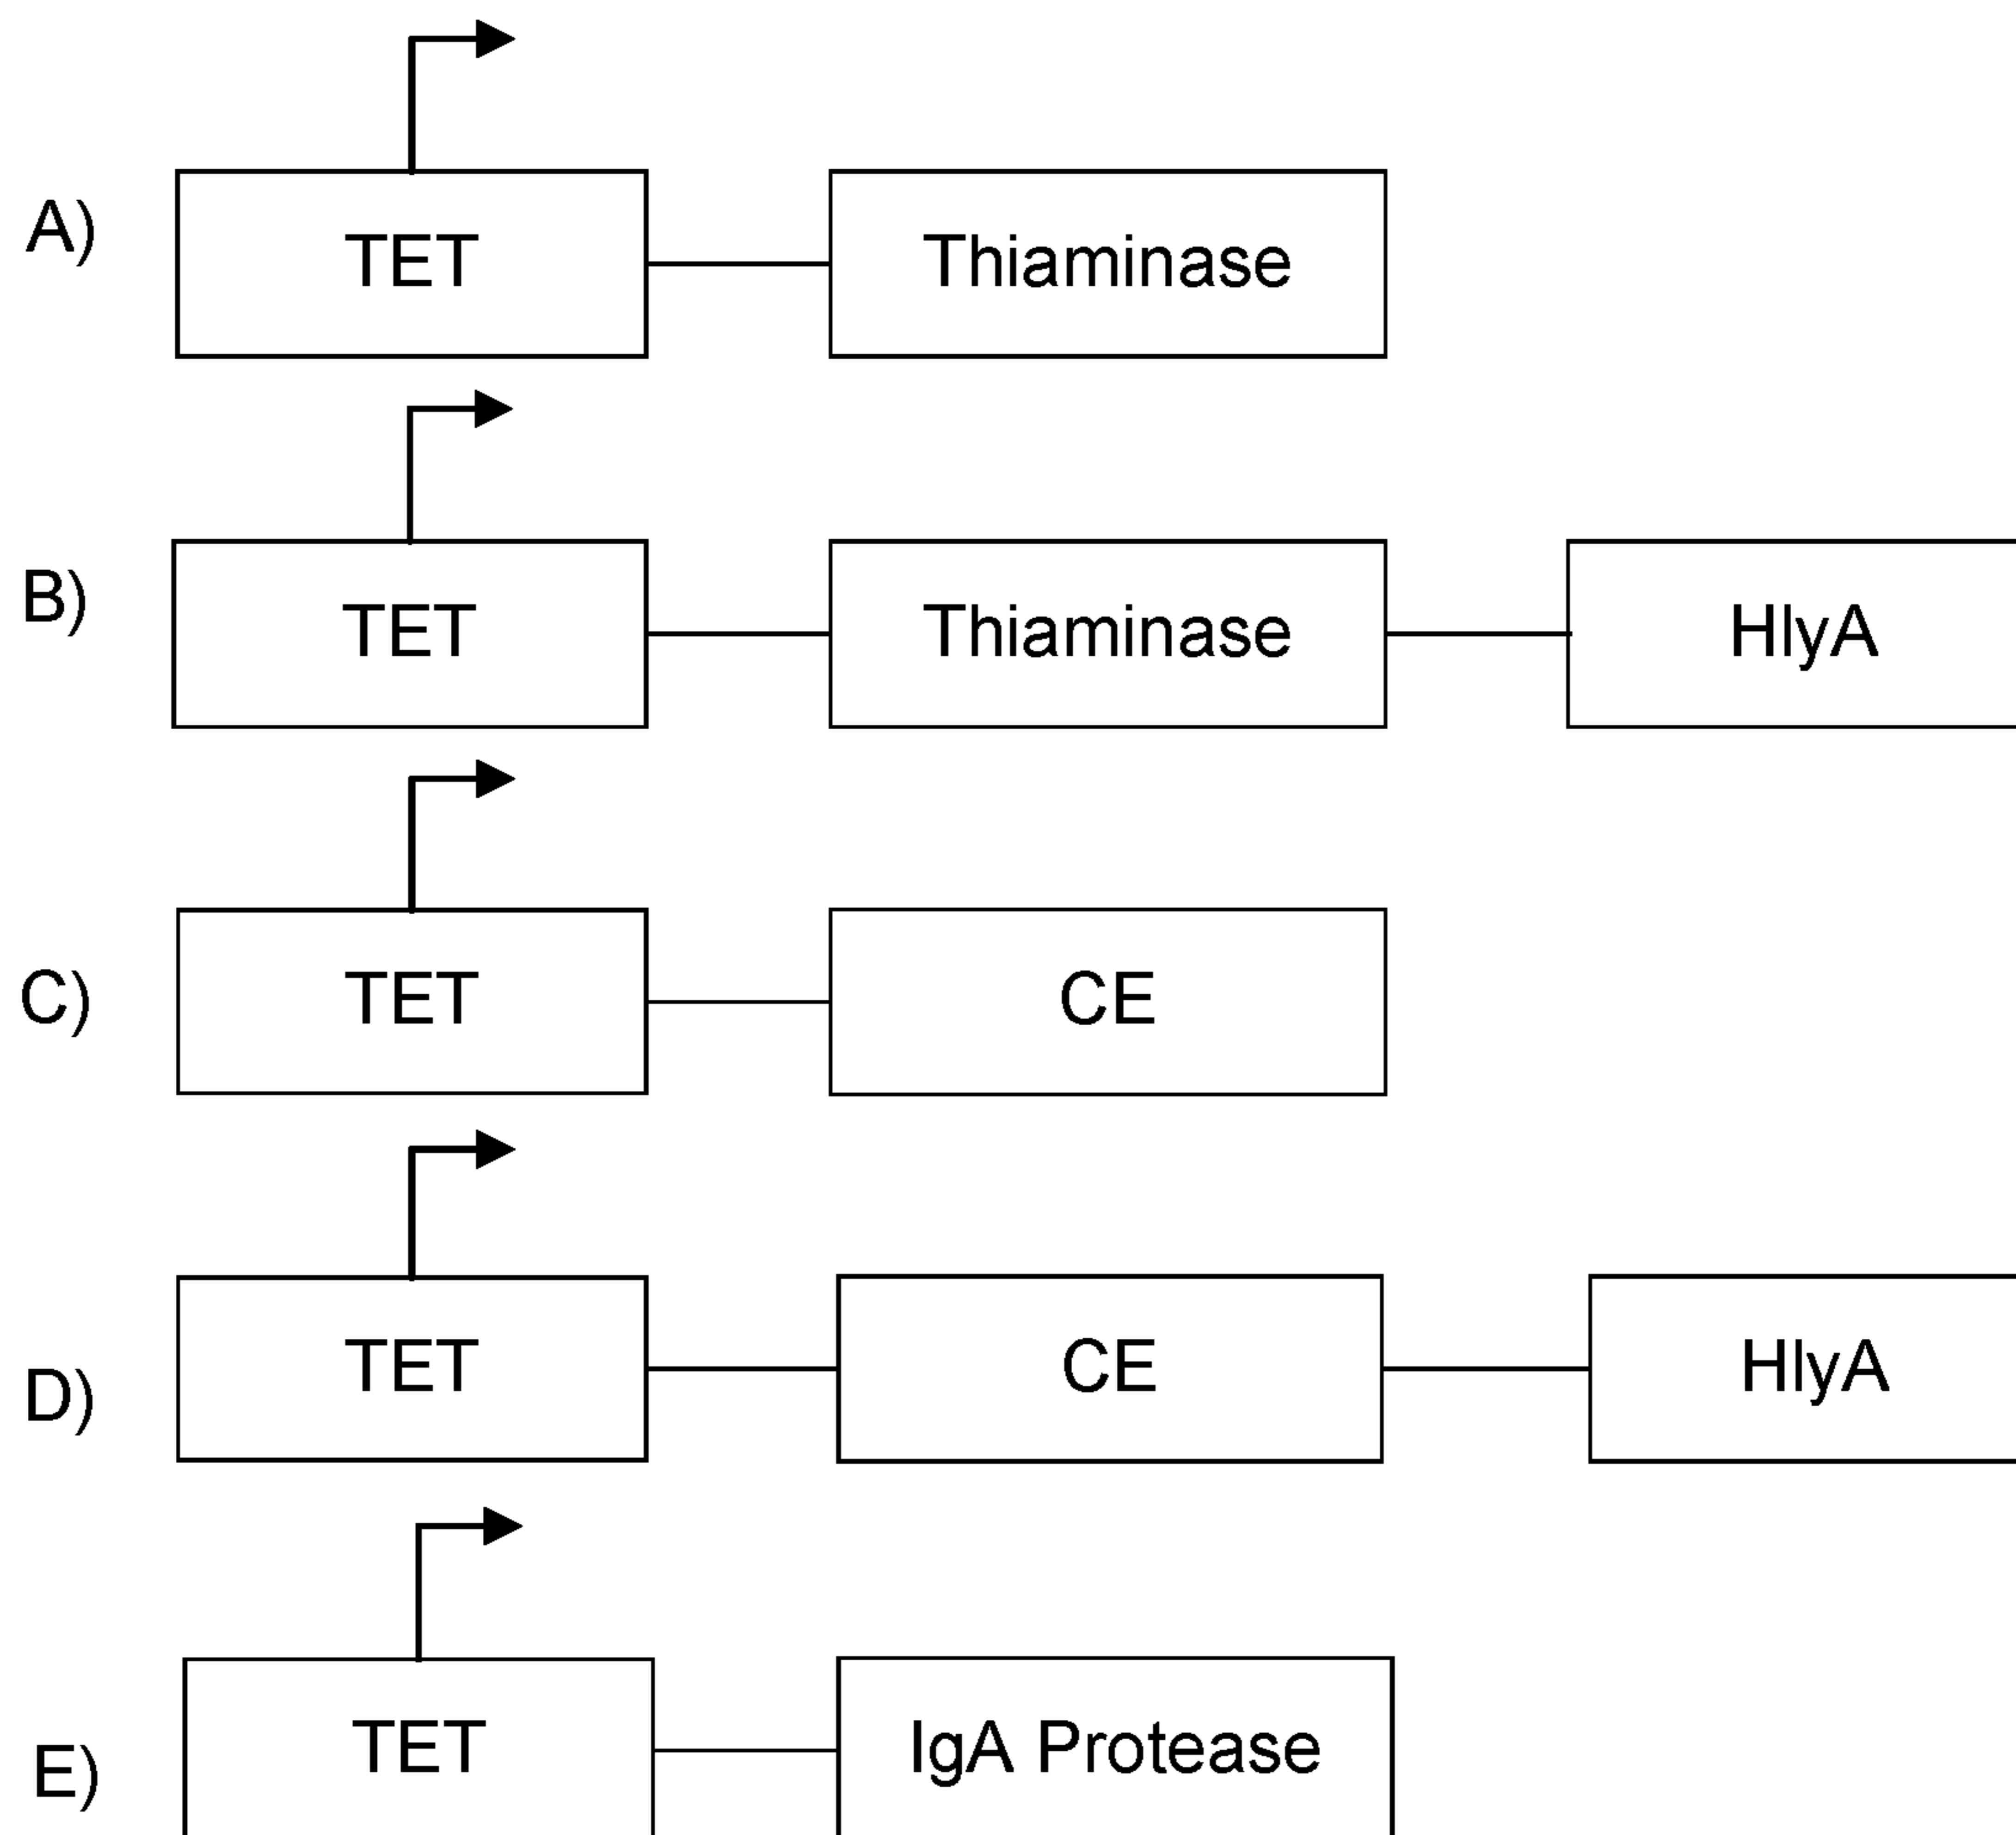 A) TET Thiaminase
B) TET Thiaminase HlyA
C) TET CE
D) TET CE HlyA
E) TET IgA Protease